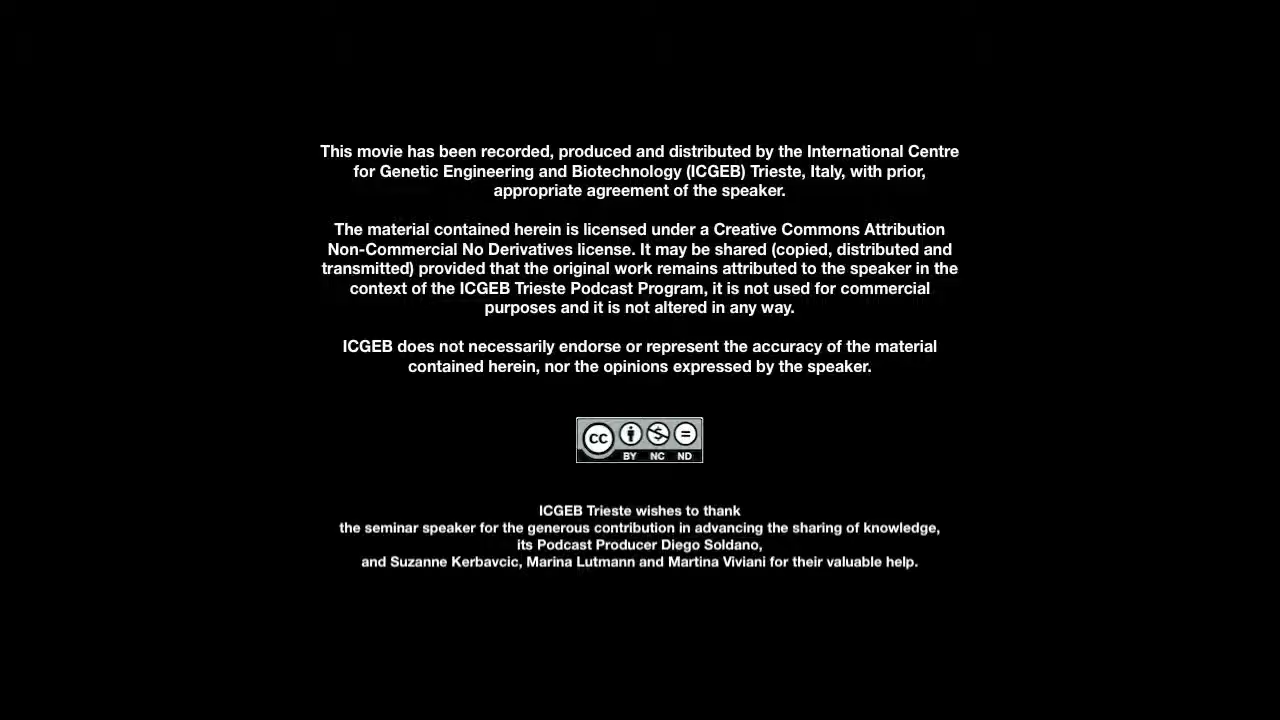 This movie has been recorded, produced and distributed by the International Centre
for Genetic Engineering and Biotechnology (ICGEB) Trieste, Italy, with prior,
appropriate agreement of the speaker.
The material contained herein is licensed under a Creative Commons Attribution
Non-Commercial No Derivatives license. It may be shared (copied, distributed and
transmitted) provided that the original work remains attributed to the speaker in the
context of the ICGEB Trieste Podcast Program, it is not used for commercial
purposes and it is not altered in any way.
ICGEB does not necessarily endorse or represent the accuracy of the material
contained herein, nor the opinions expressed by the speaker.
CC
BY NC ND
ICGEB Trieste wishes to thank
the seminar speaker for the generous contribution in advancing the sharing of knowledge,
its Podcast Producer Diego Soldano,
and Suzanne Kerbavcic, Marina Lutmann and Martina Viviani for their valuable help.